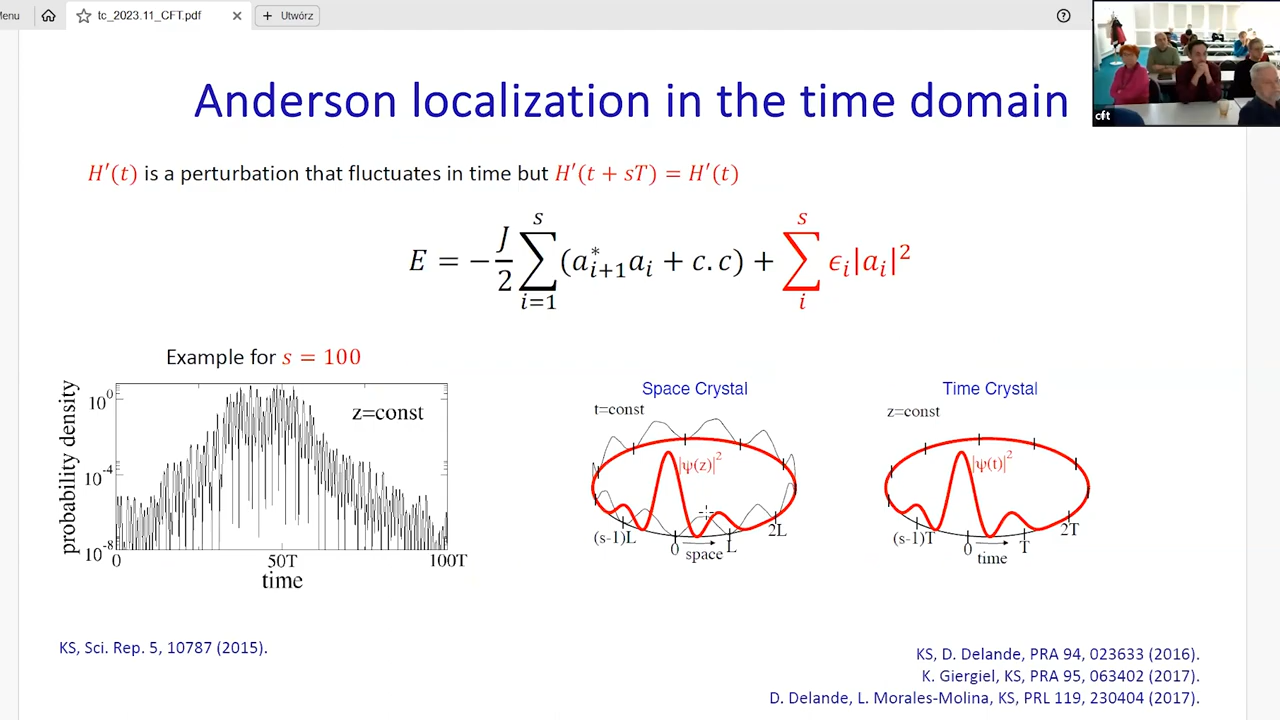 Menu
tc_2023.11_CFT.pdf
Utwórz
cft
Anderson localization in the time domain
H′(t) is a perturbation that fluctuates in time but H′(t + sT) = H′(t)
E = −J/2 ∑_{i=1}^{s} (a*_{i+1}a_i + c.c) + ∑_{i}^{s} ϵ_i|a_i|²
Example for s = 100
probability density
10⁰
10⁻⁴
10⁻⁸
z=const
0 50T 100T
time
Space Crystal
t=const
|ψ(z)|²
(s-1)L 0 L 2L
space
Time Crystal
z=const
|ψ(t)|²
(s-1)T 0 T 2T
time
KS, Sci. Rep. 5, 10787 (2015).
KS, D. Delande, PRA 94, 023633 (2016).
K. Giergiel, KS, PRA 95, 063402 (2017).
D. Delande, L. Morales-Molina, KS, PRL 119, 230404 (2017).